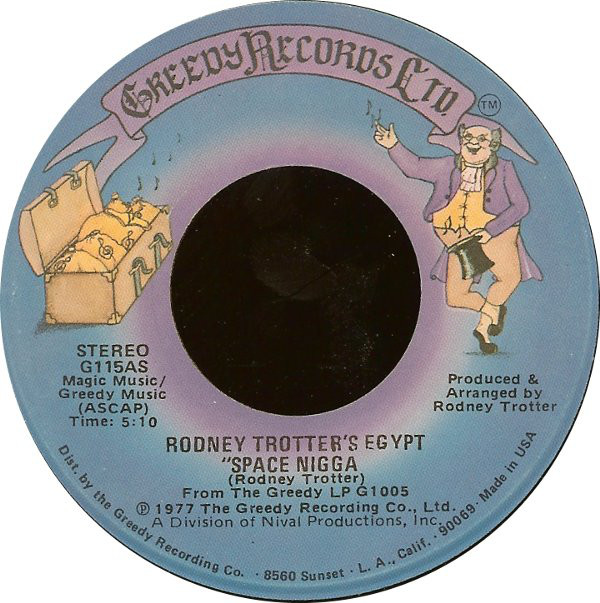 GREEDY RECORDS LTD.
TM
STEREO
G115AS
Magic Music/
Greedy Music
(ASCAP)
Time: 5:10
Produced &
Arranged by
Rodney Trotter
RODNEY TROTTER'S EGYPT
"SPACE NIGGA
(Rodney Trotter)
From The Greedy LP G1005
℗ 1977 The Greedy Recording Co., Ltd.
A Division of Nival Productions, Inc.
Dist. by the Greedy Recording Co. · 8560 Sunset · L. A., Calif. · 90069 · Made in USA